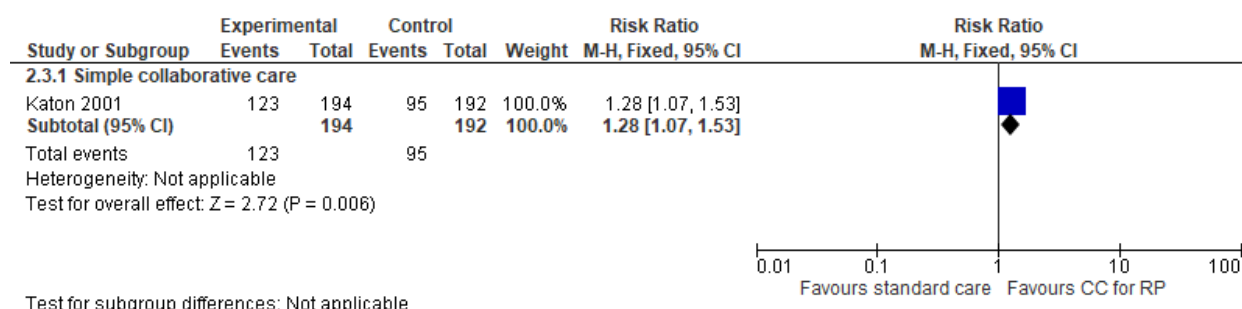 Experimental Control Risk Ratio Risk Ratio
Study or Subgroup Events Total Events Total Weight M-H, Fixed, 95% CI M-H, Fixed, 95% CI
2.3.1 Simple collaborative care
Katon 2001 123 194 95 192 100.0% 1.28 [1.07, 1.53]
Subtotal (95% CI) 194 192 100.0% 1.28 [1.07, 1.53]
Total events 123 95
Heterogeneity: Not applicable
Test for overall effect: Z = 2.72 (P = 0.006)
0.01 0.1 1 10 100
Favours standard care Favours CC for RP
Test for subgroup differences: Not applicable